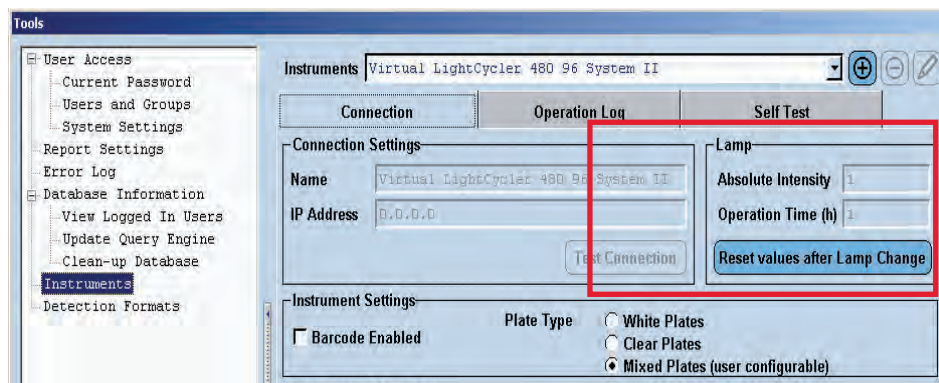 Tools
User Access
Current Password
Users and Groups
System Settings
Report Settings
Error Log
Database Information
View Logged In Users
Update Query Engine
Clean-up Database
Instruments
Detection Formats
Instruments Virtual LightCycler 480 96 System II
Connection Operation Log Self Test
Connection Settings
Name Virtual LightCycler 480 96 System II
IP Address 0.0.0.0
Test Connection
Lamp
Absolute Intensity 1
Operation Time (h) 1
Reset values after Lamp Change
Instrument Settings
Barcode Enabled
Plate Type White Plates
Clear Plates
Mixed Plates (user configurable)